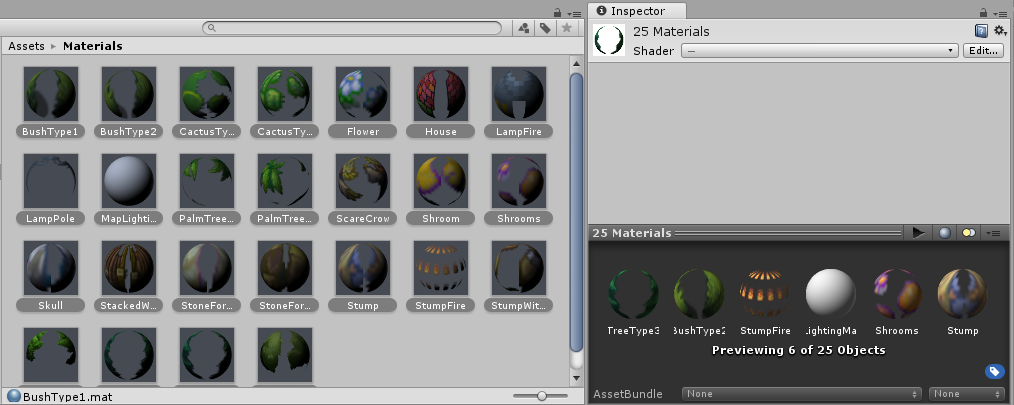 Inspector
Assets ▸ Materials
25 Materials
Shader — Edit...
BushType1 BushType2 CactusTy... CactusTy... Flower House LampFire
LampPole MapLighti... PalmTree... PalmTree... ScareCrow Shroom Shrooms
Skull StackedW... StoneFor... StoneFor... Stump StumpFire StumpWit...
25 Materials
TreeType3 BushType2 StumpFire .ightingMa Shrooms Stump
Previewing 6 of 25 Objects
AssetBundle None None
BushType1.mat